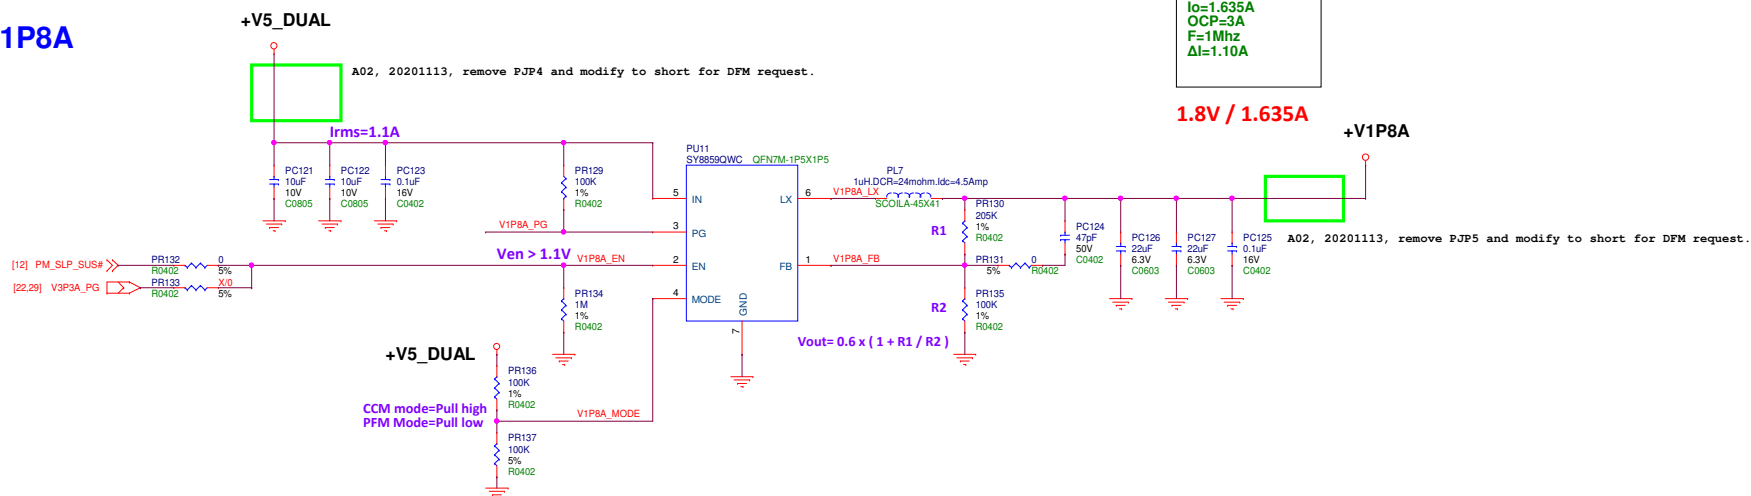 +V5_DUAL
1P8A
A02, 20201113, remove PJP4 and modify to short for DFM request.
Io=1.635A
OCP=3A
F=1Mhz
ΔI=1.10A
1.8V / 1.635A
+V1P8A
Irms=1.1A
PC121
10uF
10V
C0805
PC122
10uF
10V
C0805
PC123
0.1uF
16V
C0402
PR129
100K
1%
R0402
PU11
SY8859QWC QFN7M-1P5X1P5
5 IN
3 PG
2 EN
4 MODE
LX 6
FB 1
GND
7
V1P8A_PG
Ven > 1.1V
V1P8A_EN
[12] PM_SLP_SUS#
PR132 0
R0402 5%
[22,29] V3P3A_PG
PR133 X/0
R0402 5%
PR134
1M
1%
R0402
PL7
1uH.DCR=24mohm.Idc=4.5Amp
V1P8A_LX
SCOILA-45X41
R1
PR130
205K
1%
R0402
V1P8A_FB
PR131 0
5% R0402
PC124
47pF
50V
C0402
PC126
22uF
6.3V
C0603
PC127
22uF
6.3V
C0603
PC125
0.1uF
16V
C0402
A02, 20201113, remove PJP5 and modify to short for DFM request.
R2
PR135
100K
1%
R0402
Vout= 0.6 x ( 1 + R1 / R2 )
+V5_DUAL
PR136
100K
1%
R0402
CCM mode=Pull high
PFM Mode=Pull low
V1P8A_MODE
PR137
100K
5%
R0402